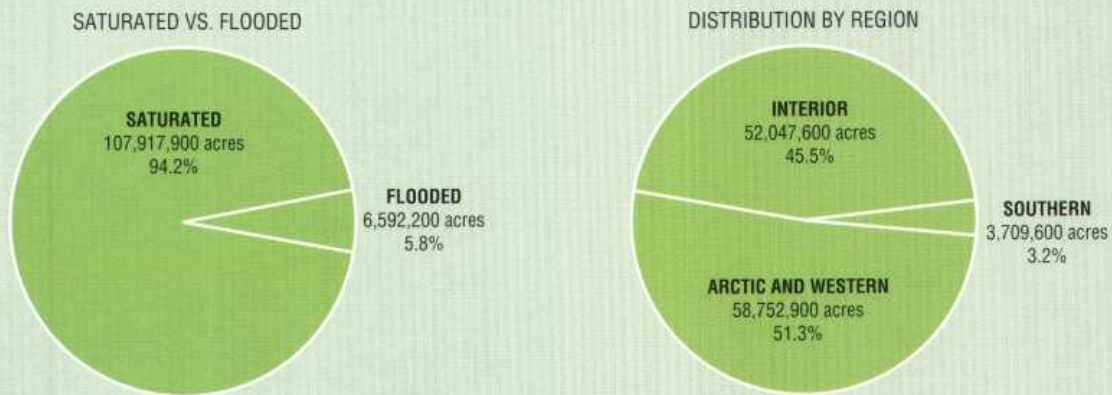 SATURATED VS. FLOODED
SATURATED
107,917,900 acres
94.2%
FLOODED
6,592,200 acres
5.8%
DISTRIBUTION BY REGION
INTERIOR
52,047,600 acres
45.5%
SOUTHERN
3,709,600 acres
3.2%
ARCTIC AND WESTERN
58,752,900 acres
51.3%